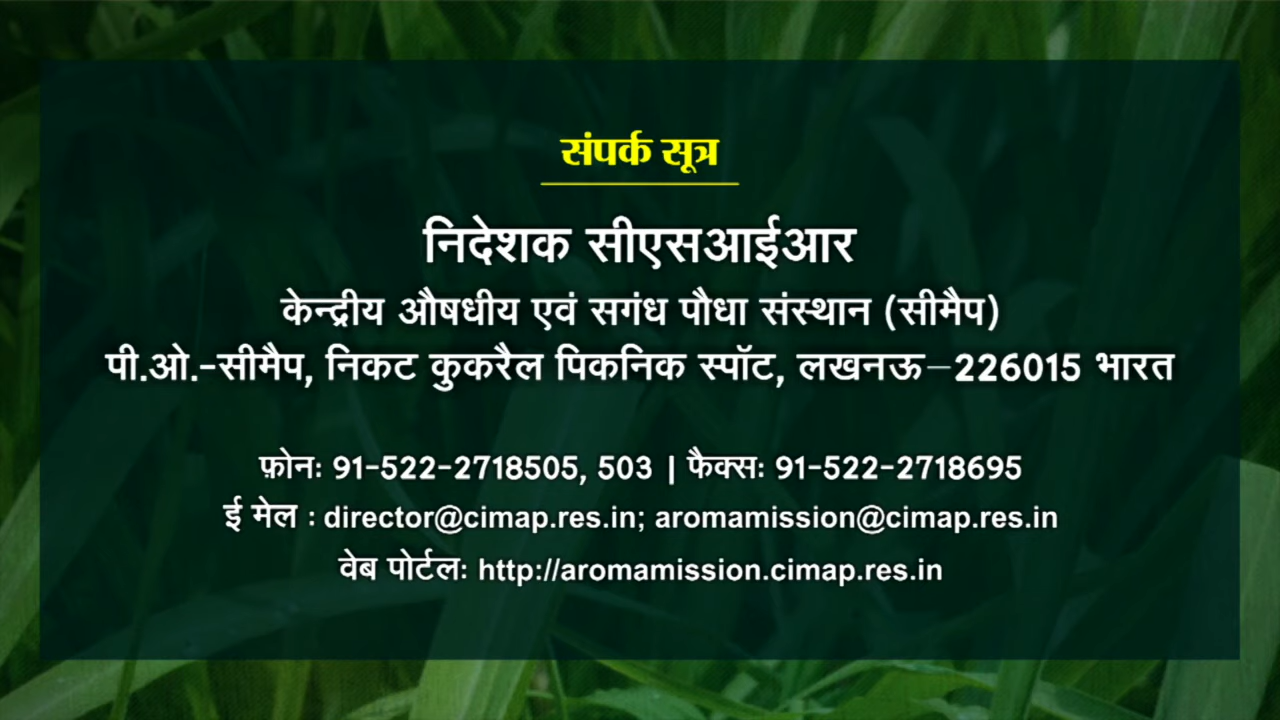 संपर्क सूत्र
निदेशक सीएसआईआर
केन्द्रीय औषधीय एवं सगंध पौधा संस्थान (सीमैप)
पी.ओ.-सीमैप, निकट कुकरैल पिकनिक स्पॉट, लखनऊ–226015 भारत
फ़ोनः 91-522-2718505, 503 | फैक्सः 91-522-2718695
ई मेल : director@cimap.res.in; aromamission@cimap.res.in
वेब पोर्टलः http://aromamission.cimap.res.in